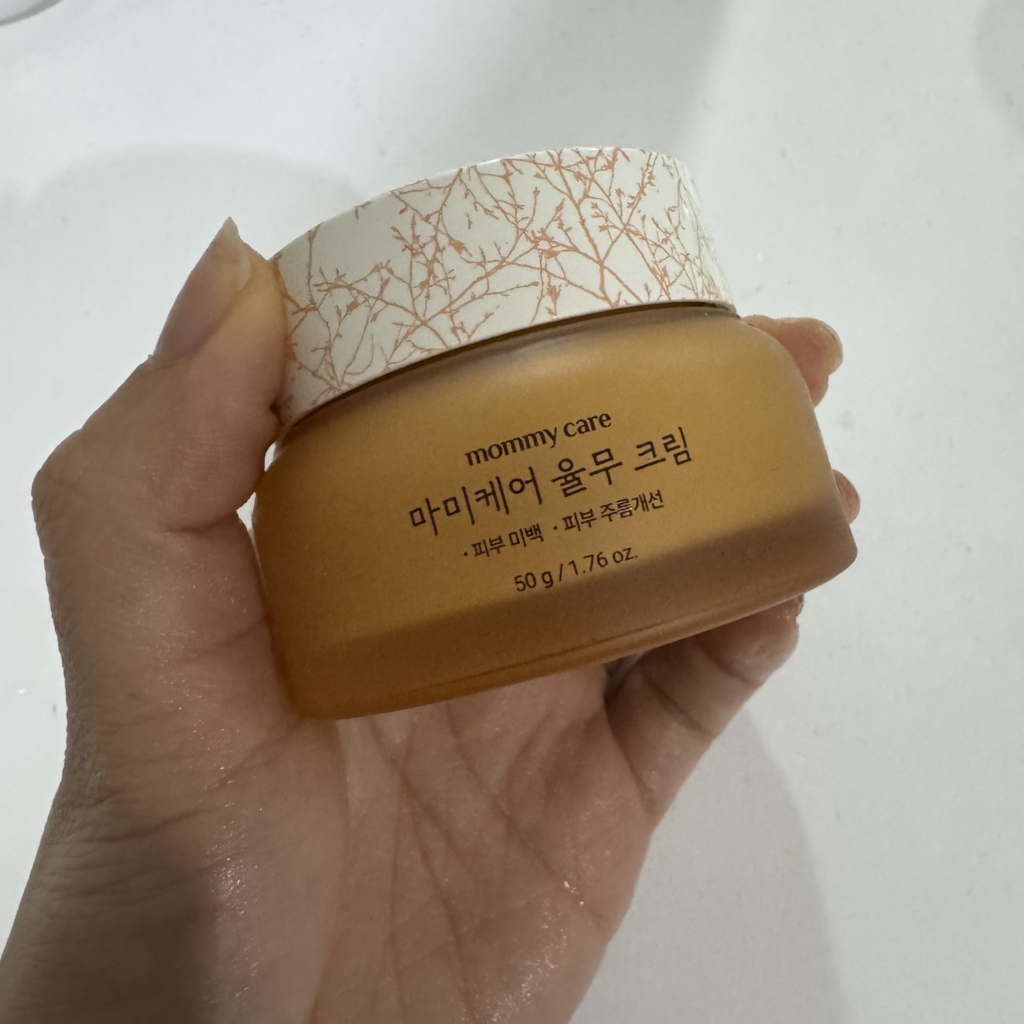 mommy care
마미케어 율무 크림
· 피부 미백 · 피부 주름개선
50 g / 1.76 oz.